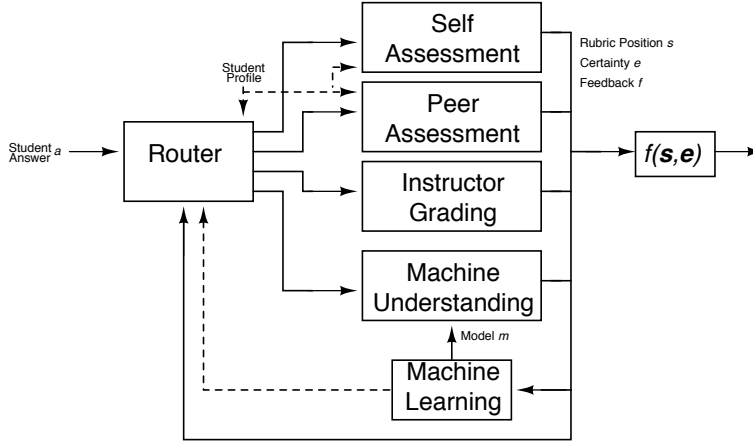 Self
Assessment
Rubric Position s
Certainty e
Feedback f
Student
Profile
Peer
Assessment
Student
Answer a
Router
f(s,e)
Instructor
Grading
Machine
Understanding
Model m
Machine
Learning